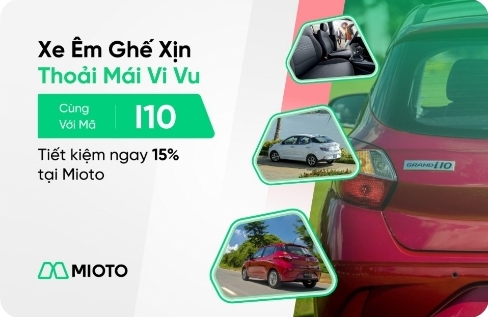 Xe Êm Ghế Xịn
Thoải Mái Vi Vu
Cùng
Với Mã
I10
Tiết kiệm ngay 15%
tại Mioto
MIOTO
GRAND i10